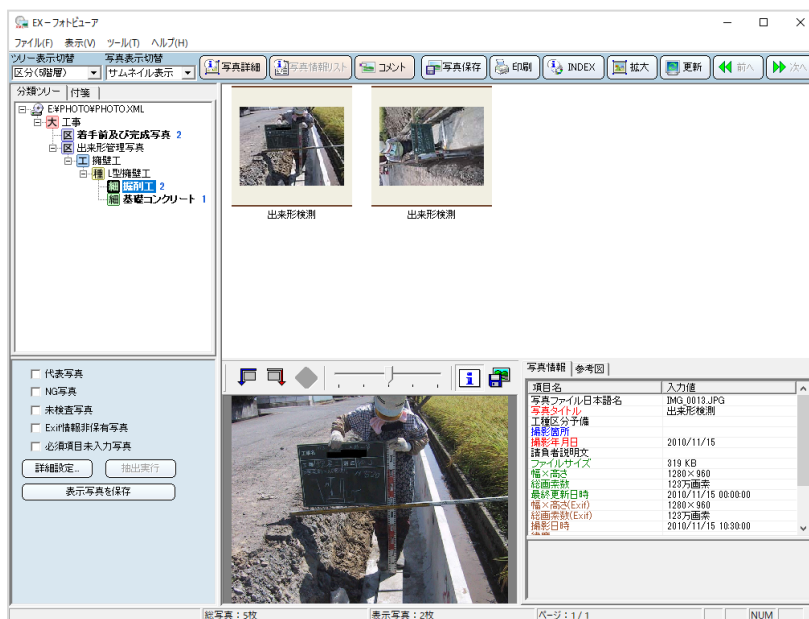 EX-フォトビューア
ファイル(F) 表示(V) ツール(T) ヘルプ(H)
ツリー表示切替 写真表示切替
区分(5階層) サムネイル表示
写真詳細 写真情報リスト コメント 写真保存 印刷 INDEX 拡大 更新 前へ 次へ
分類ツリー 付箋
E:¥PHOTO¥PHOTO.XML
大 工事
区 着手前及び完成写真 2
区 出来形管理写真
工 擁壁工
種 L型擁壁工
細 掘削工 2
細 基礎コンクリート 1
出来形検測 出来形検測
代表写真
NG写真
未検査写真
Exif情報非保有写真
必須項目未入力写真
詳細設定... 抽出実行
表示写真を保存
写真情報 参考図
項目名 入力値
写真ファイル日本語名 IMG_0013.JPG
写真タイトル 出来形検測
工種区分予備
撮影箇所
撮影年月日 2010/11/15
請負者説明文
ファイルサイズ 319 KB
幅×高さ 1280×960
総画素数 123万画素
最終更新日時 2010/11/15 00:00:00
幅×高さ(Exif) 1280×960
総画素数(Exif) 123万画素
撮影日時 2010/11/15 10:30:00
総写真：5枚 表示写真：2枚 ページ：1/1 NUM